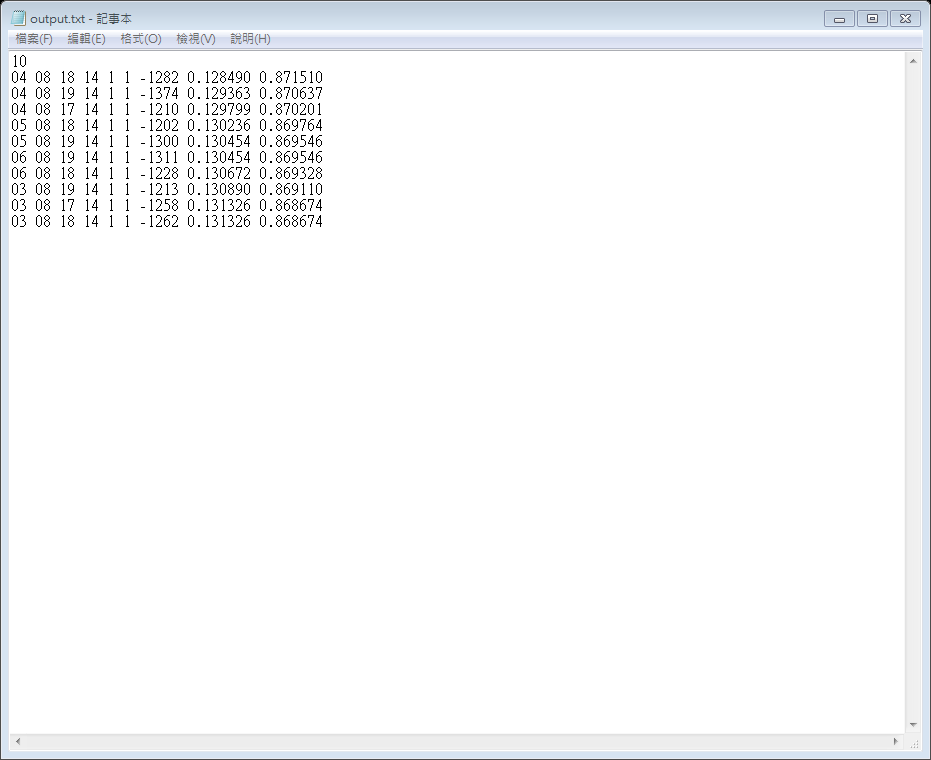 output.txt - 記事本
檔案(F) 編輯(E) 格式(O) 檢視(V) 說明(H)
10
04 08 18 14 1 1 -1282 0.128490 0.871510
04 08 19 14 1 1 -1374 0.129363 0.870637
04 08 17 14 1 1 -1210 0.129799 0.870201
05 08 18 14 1 1 -1202 0.130236 0.869764
05 08 19 14 1 1 -1300 0.130454 0.869546
06 08 19 14 1 1 -1311 0.130454 0.869546
06 08 18 14 1 1 -1228 0.130672 0.869328
03 08 19 14 1 1 -1213 0.130890 0.869110
03 08 17 14 1 1 -1258 0.131326 0.868674
03 08 18 14 1 1 -1262 0.131326 0.868674